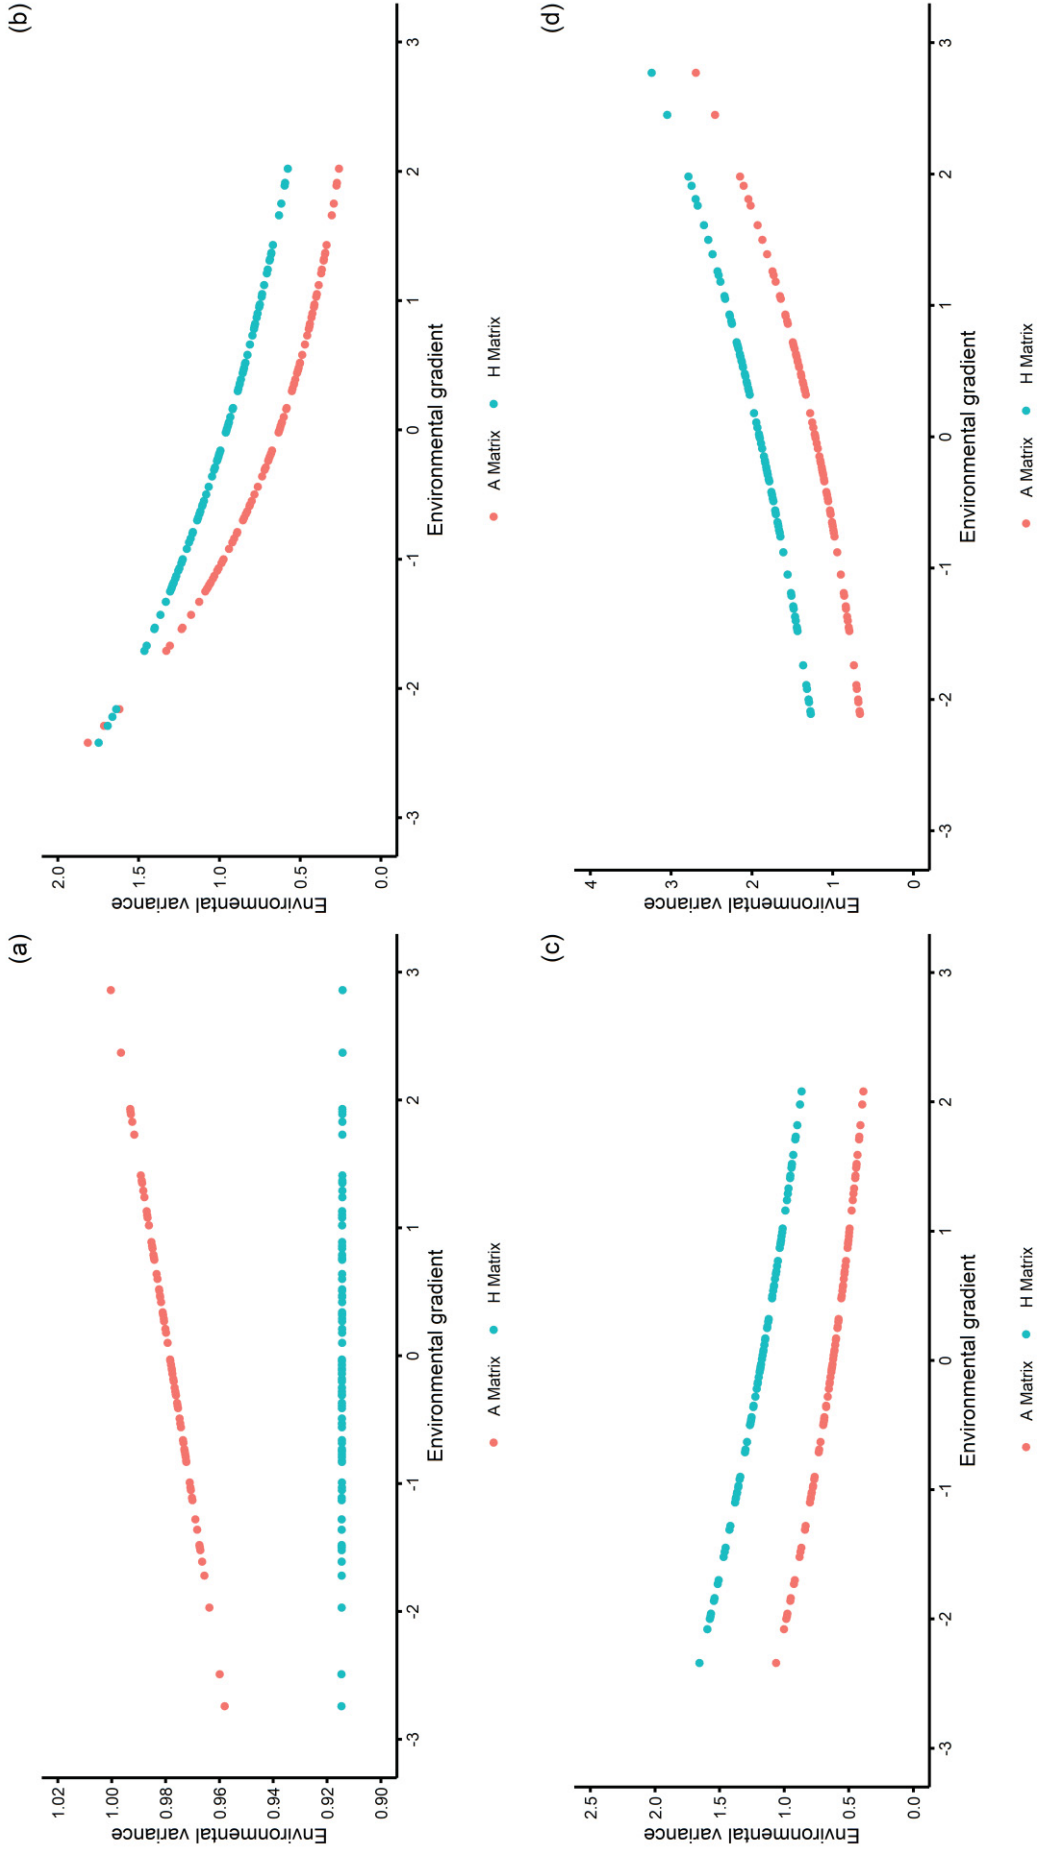 (a)
Environmental variance
1.02
1.00
0.98
0.96
0.94
0.92
0.90
-3 -2 -1 0 1 2 3
Environmental gradient
A Matrix H Matrix
(b)
Environmental variance
2.0
1.5
1.0
0.5
0.0
-3 -2 -1 0 1 2 3
Environmental gradient
A Matrix H Matrix
(c)
Environmental variance
2.5
2.0
1.5
1.0
0.5
0.0
-3 -2 -1 0 1 2 3
Environmental gradient
A Matrix H Matrix
(d)
Environmental variance
4
3
2
1
0
-3 -2 -1 0 1 2 3
Environmental gradient
A Matrix H Matrix